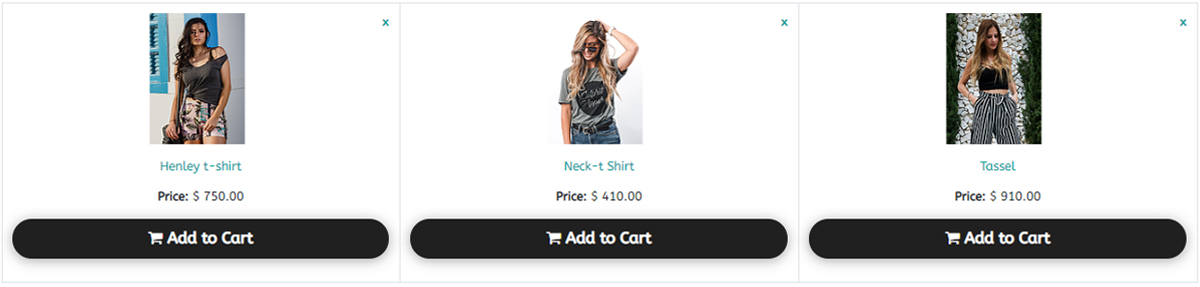 x
Henley t-shirt
Price: $ 750.00
Add to Cart
x
Neck-t Shirt
Price: $ 410.00
Add to Cart
x
Tassel
Price: $ 910.00
Add to Cart